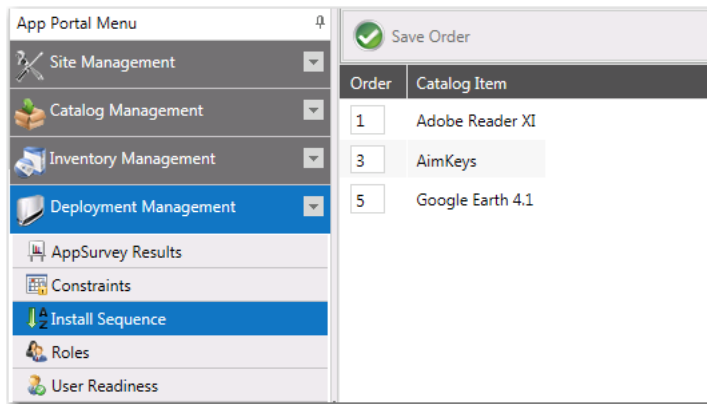 App Portal Menu
Site Management
Catalog Management
Inventory Management
Deployment Management
AppSurvey Results
Constraints
Install Sequence
Roles
User Readiness
Save Order
Order Catalog Item
1 Adobe Reader XI
3 AimKeys
5 Google Earth 4.1